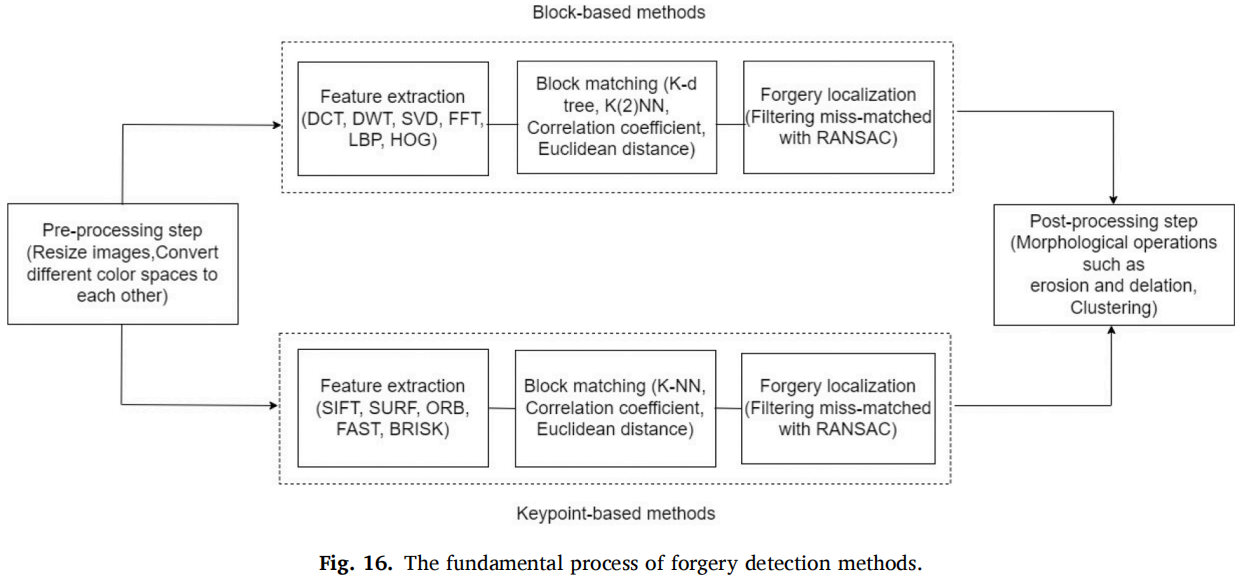 Block-based methods
Feature extraction
(DCT, DWT, SVD, FFT,
LBP, HOG)
Block matching (K-d
tree, K(2)NN,
Correlation coefficient,
Euclidean distance)
Forgery localization
(Filtering miss-matched
with RANSAC)
Pre-processing step
(Resize images,Convert
different color spaces to
each other)
Post-processing step
(Morphological operations
such as
erosion and delation,
Clustering)
Feature extraction
(SIFT, SURF, ORB,
FAST, BRISK)
Block matching (K-NN,
Correlation coefficient,
Euclidean distance)
Forgery localization
(Filtering miss-matched
with RANSAC)
Keypoint-based methods
Fig. 16. The fundamental process of forgery detection methods.